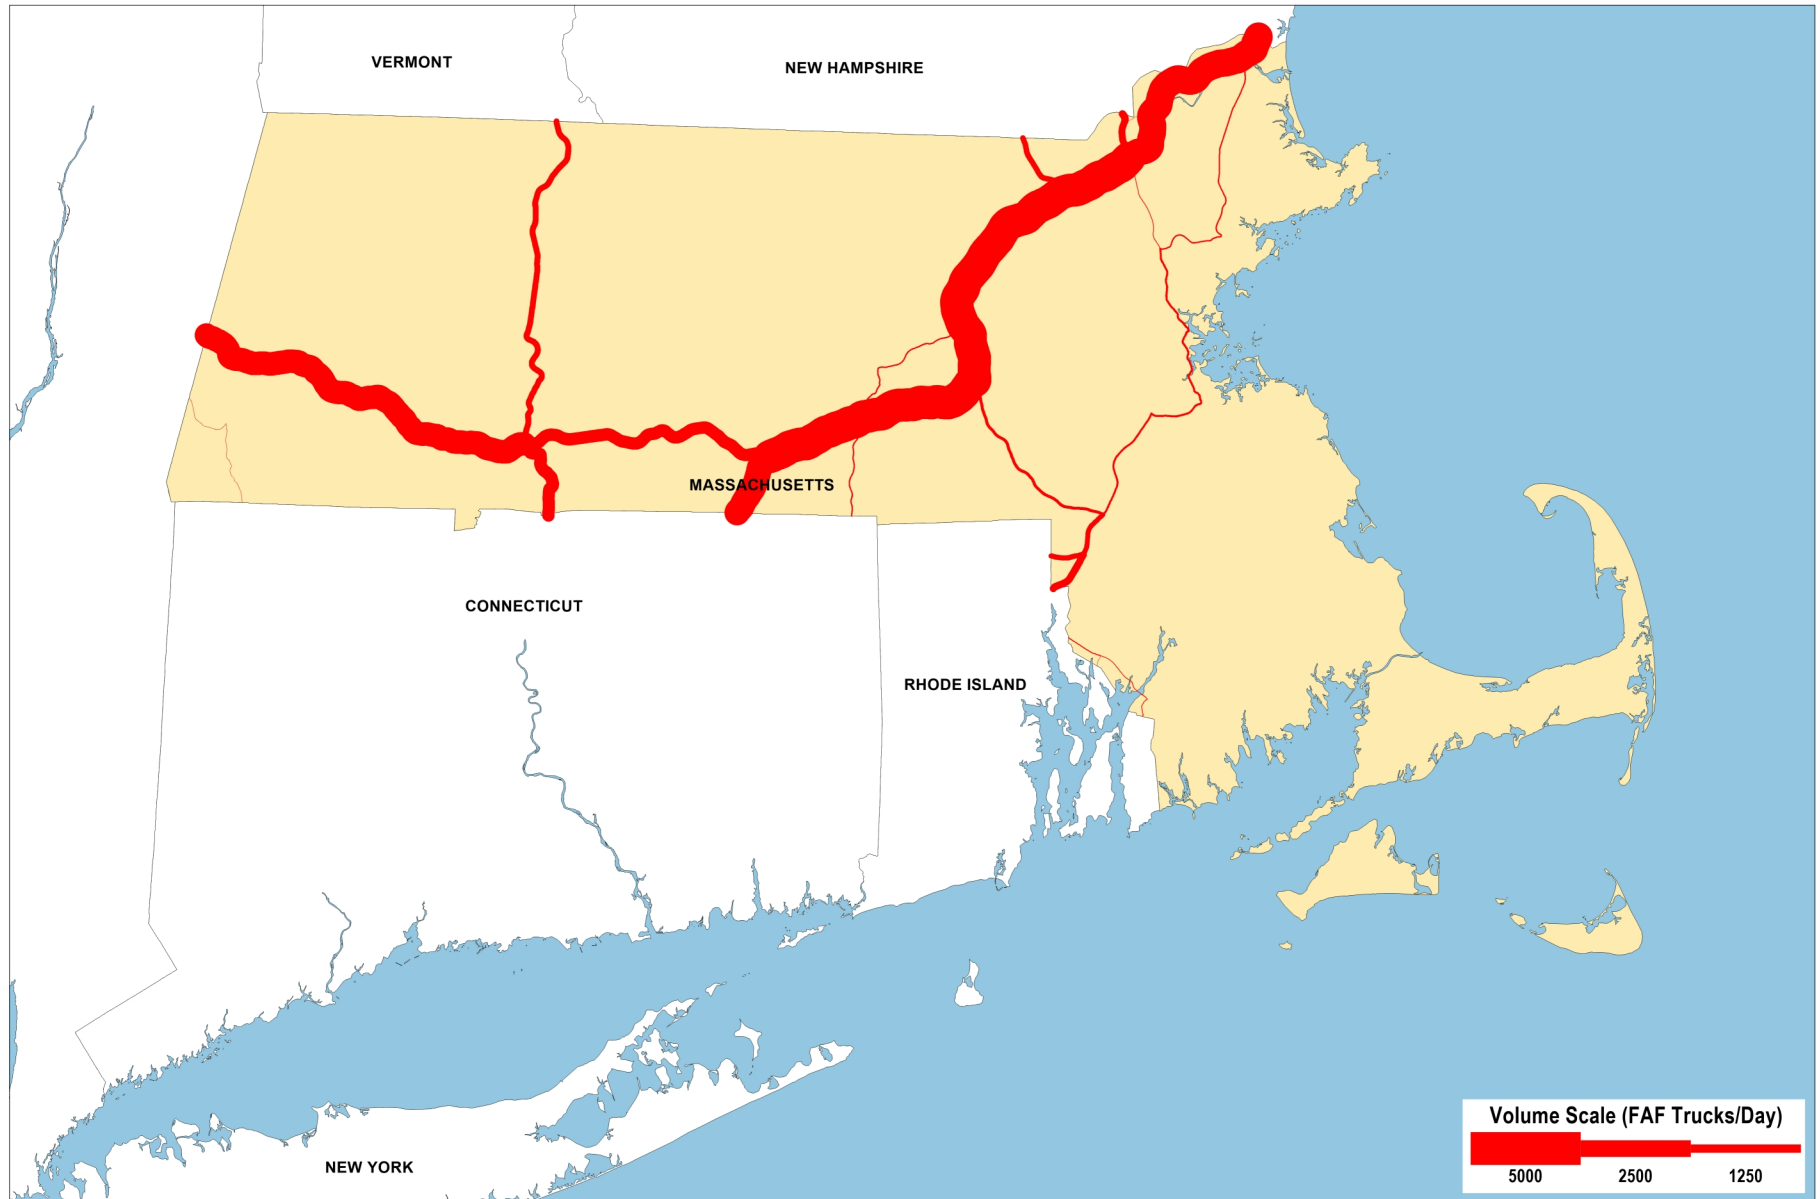 VERMONT
NEW HAMPSHIRE
MASSACHUSETTS
CONNECTICUT
RHODE ISLAND
NEW YORK
Volume Scale (FAF Trucks/Day)
5000 2500 1250